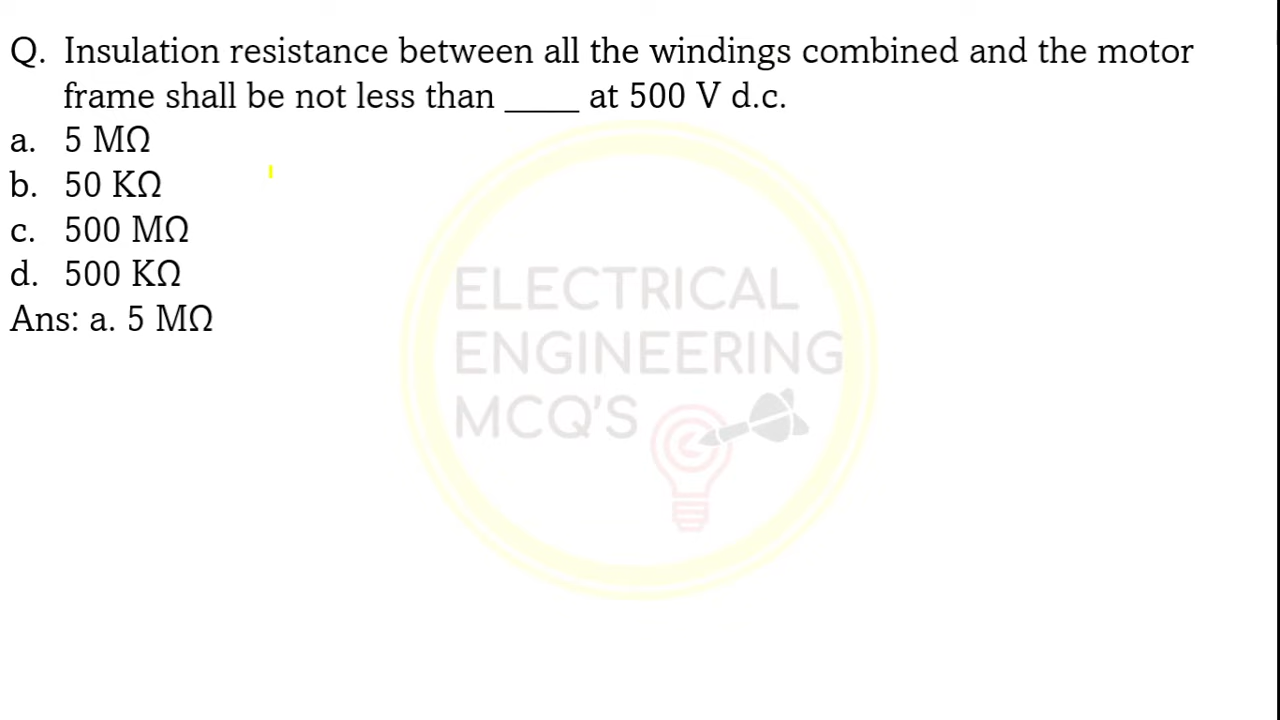 Q. Insulation resistance between all the windings combined and the motor
frame shall be not less than ____ at 500 V d.c.
a. 5 MΩ
b. 50 KΩ
c. 500 MΩ
d. 500 KΩ
Ans: a. 5 MΩ
ELECTRICAL
ENGINEERING
MCQ'S